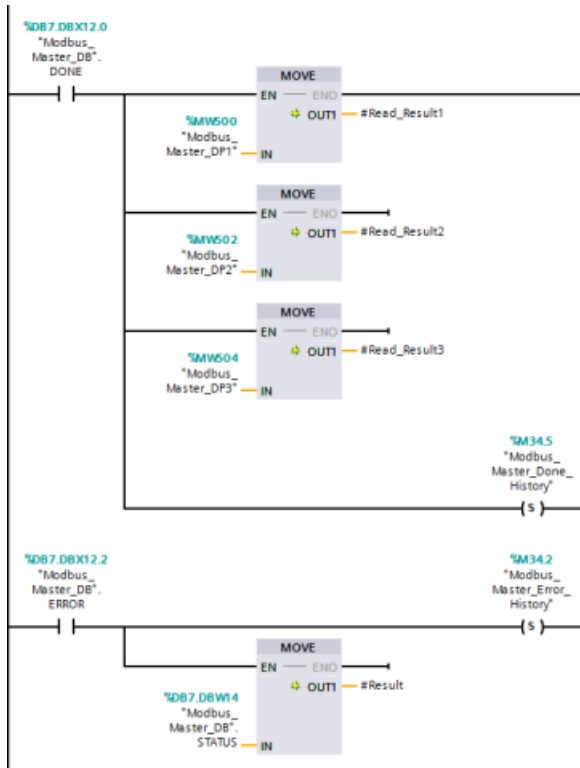 %DB7.DBX12.0
"Modbus_
Master_DB".
DONE
MOVE
EN ENO
OUT1 #Read_Result1
%MW500
"Modbus_
Master_DP1" IN
MOVE
EN ENO
OUT1 #Read_Result2
%MW502
"Modbus_
Master_DP2" IN
MOVE
EN ENO
OUT1 #Read_Result3
%MW504
"Modbus_
Master_DP3" IN
%M34.5
"Modbus_
Master_Done_
History"
S
%DB7.DBX12.2
"Modbus_
Master_DB".
ERROR
%M34.2
"Modbus_
Master_Error_
History"
S
MOVE
EN ENO
OUT1 #Result
%DB7.DBW14
"Modbus_
Master_DB".
STATUS IN